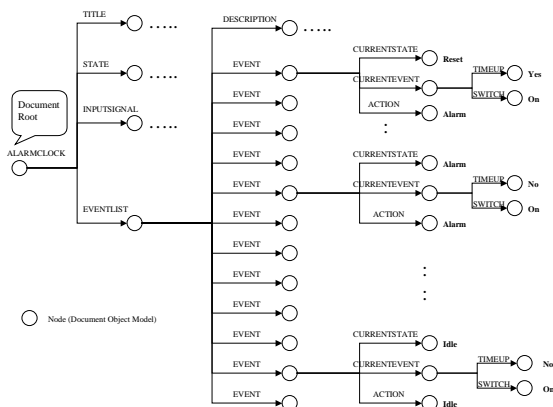 TITLE
.....
DESCRIPTION
.....
STATE
.....
EVENT
CURRENTSTATE
Reset
CURRENTEVENT
TIMEUP
Yes
SWITCH
On
ACTION
Alarm
:
Document
Root
INPUTSIGNAL
.....
EVENT
EVENT
ALARMCLOCK
EVENT
CURRENTSTATE
Alarm
EVENT
CURRENTEVENT
TIMEUP
No
SWITCH
On
ACTION
Alarm
EVENTLIST
EVENT
EVENT
EVENT
EVENT
:
:
Node (Document Object Model)
EVENT
CURRENTSTATE
Idle
EVENT
CURRENTEVENT
TIMEUP
No
SWITCH
On
EVENT
ACTION
Idle